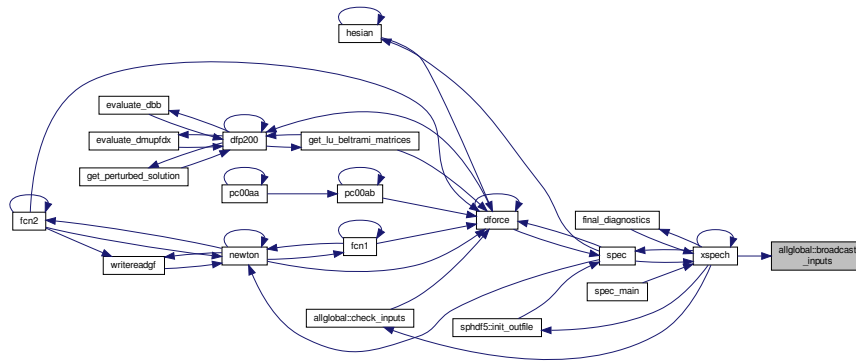 hesian
evaluate_dbb
evaluate_dmupfdx
dfp200
get_lu_beltrami_matrices
get_perturbed_solution
pc00aa
pc00ab
fcn2
dforce
final_diagnostics
fcn1
newton
spec
xspech
allglobal::broadcast
_inputs
writereadgf
spec_main
allglobal::check_inputs
sphdf5::init_outfile